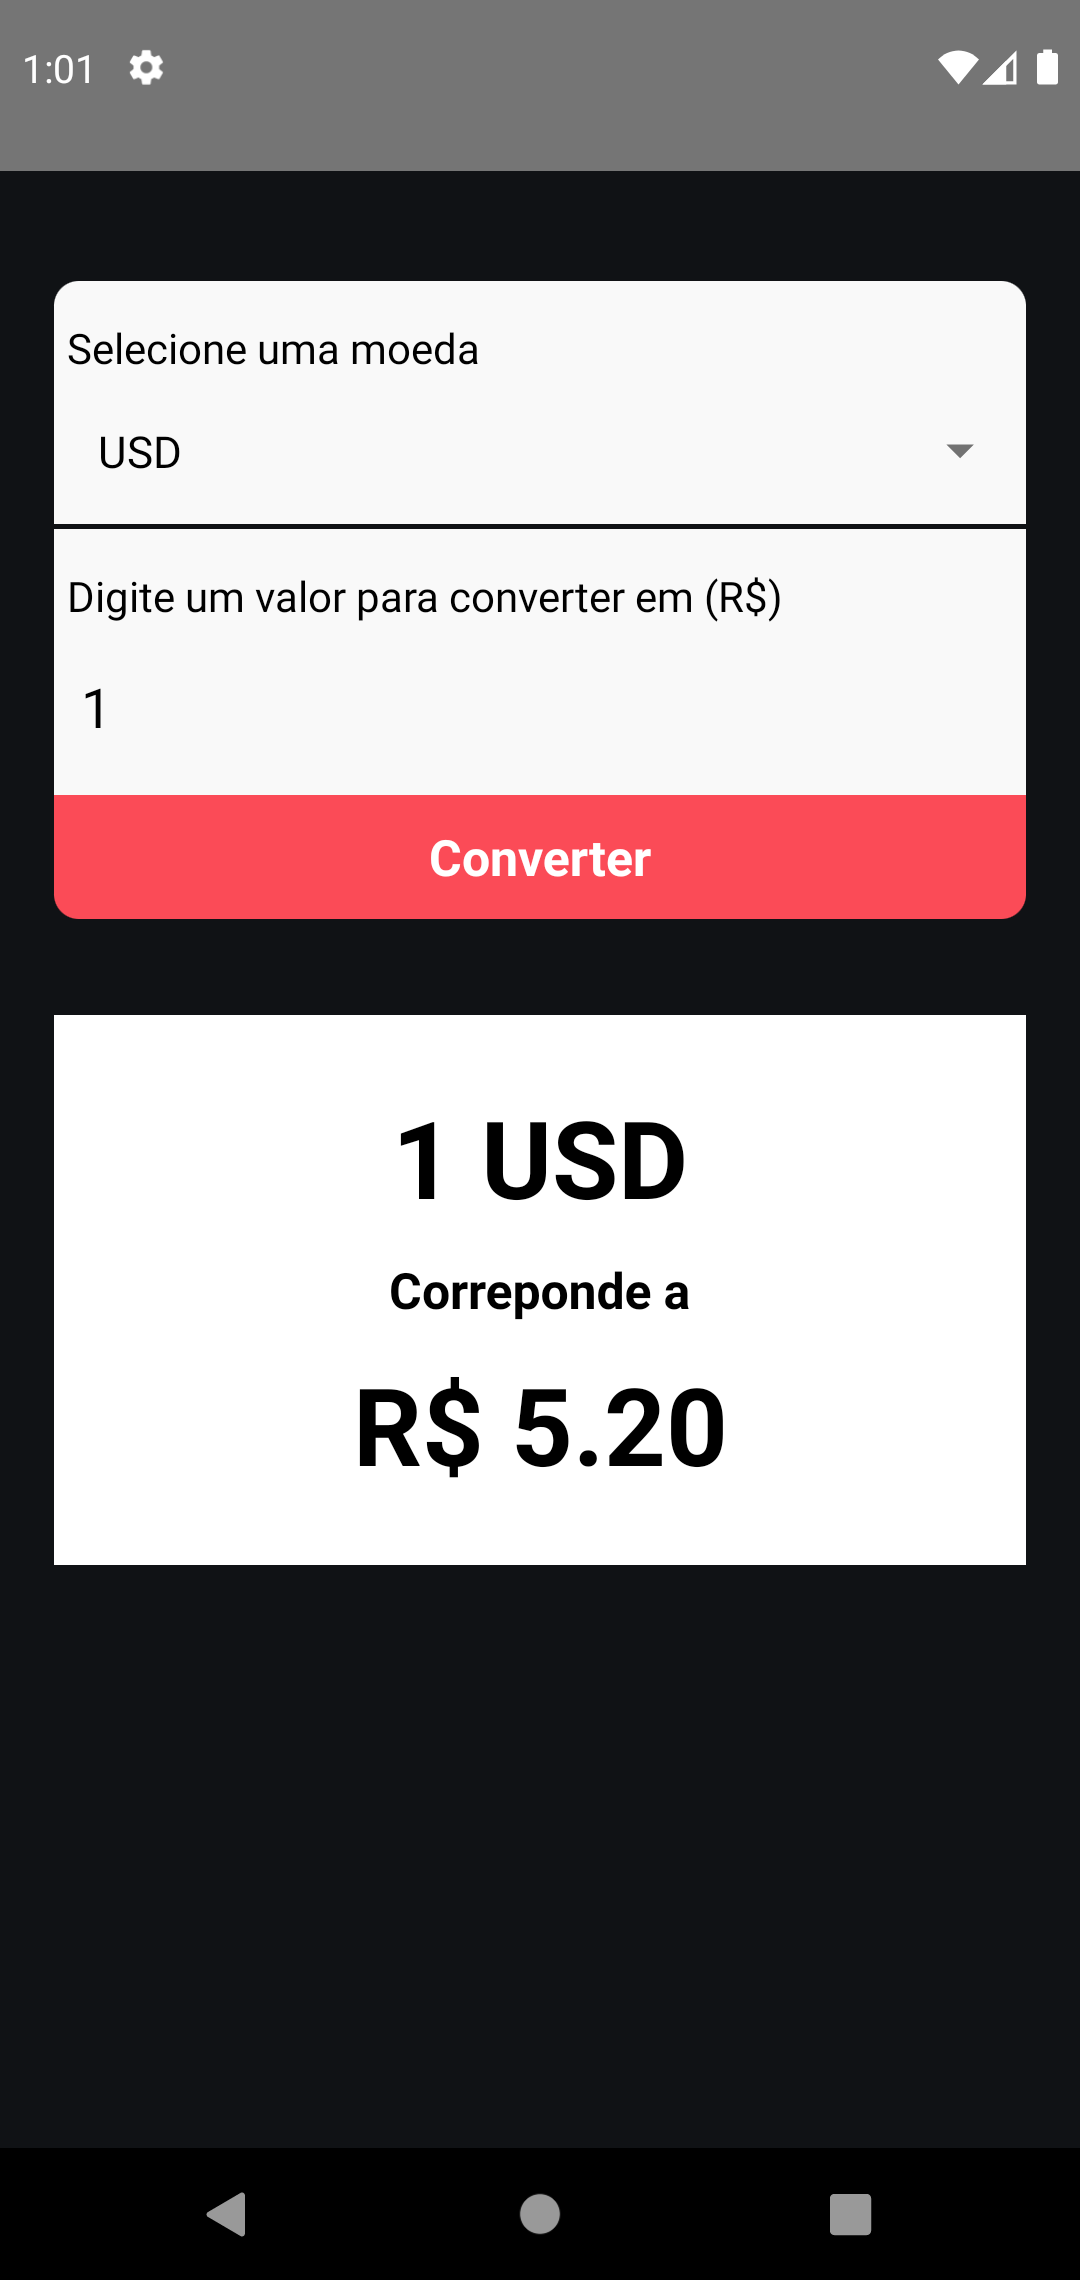 1:01
Selecione uma moeda
USD
Digite um valor para converter em (R$)
1
Converter
1 USD
Correponde a
R$ 5.20